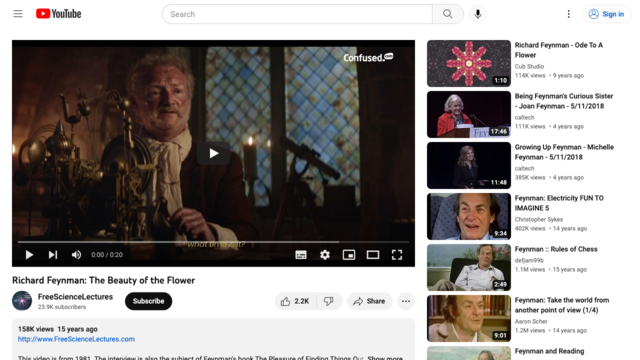 YouTube
Search
Sign in
Confused.com
what time is it?
0:00 / 0:20
Richard Feynman: The Beauty of the Flower
FreeScienceLectures
23.9K subscribers
Subscribe
2.2K
Share
158K views 15 years ago
http://www.FreeScienceLectures.com
This video is from 1981. The interview is also the subject of Feynman's book The Pleasure of Finding Things Show more
Richard Feynman - Ode To A
Flower
Cub Studio
114K views • 9 years ago
1:10
Being Feynman's Curious Sister
- Joan Feynman - 5/11/2018
caltech
111K views • 4 years ago
17:46
Growing Up Feynman - Michelle
Feynman - 5/11/2018
caltech
385K views • 4 years ago
11:48
Feynman: Electricity FUN TO
IMAGINE 5
Christopher Sykes
402K views • 14 years ago
9:34
Feynman :: Rules of Chess
defjam99b
1.1M views • 15 years ago
2:49
Feynman: Take the world from
another point of view (1/4)
Aaron Scher
1.2M views • 14 years ago
9:01
Feynman and Reading